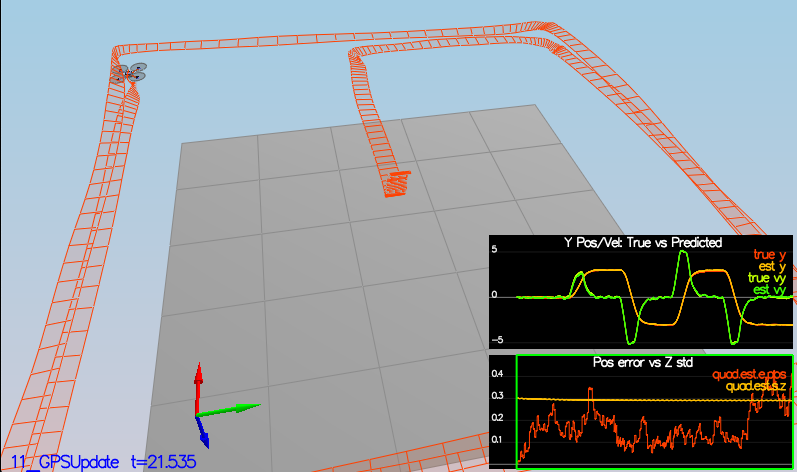 Y Pos/Vel: True vs Predicted
5
true y
est y
true vy
est vy
0
-5
Pos error vs Z std
0.4
quad.est.e.pos
quad.est.s.z
0.3
0.2
0.1
11_GPSUpdate t=21.535